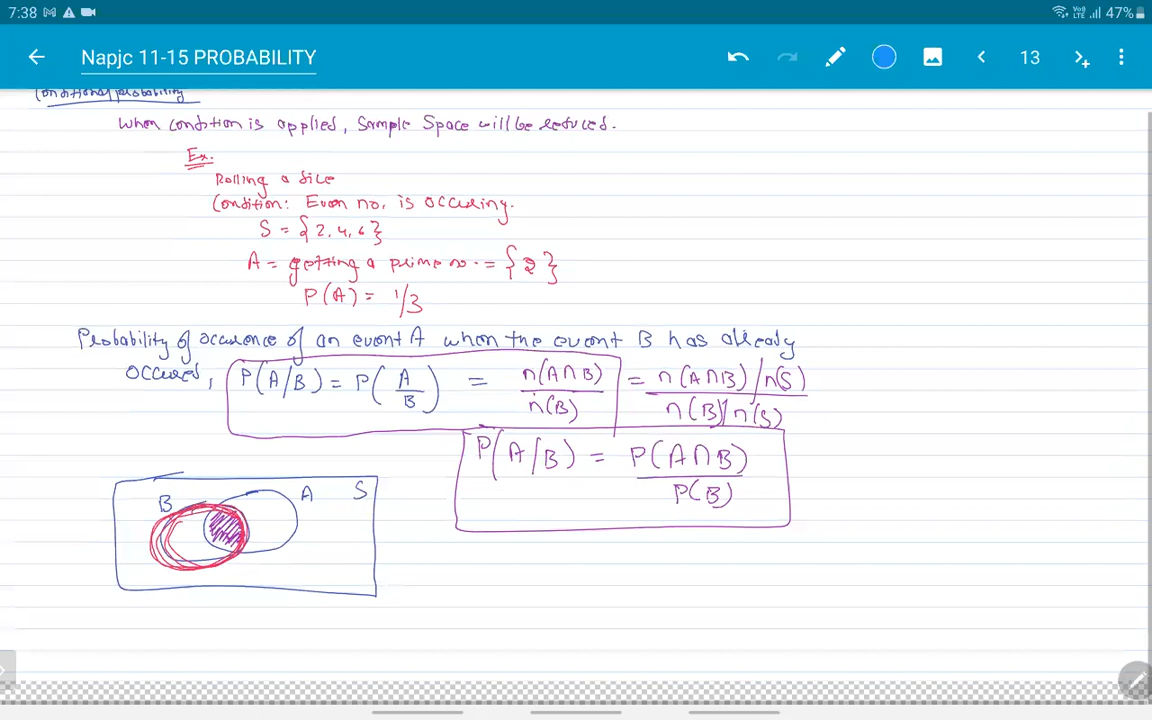 7:38 47%
Napjc 11-15 PROBABILITY 13
Conditional probability
When condition is applied, Sample Space will be reduced.
Ex.
Rolling a dice
Condition: Even no. is occuring.
S = {2, 4, 6}
A = getting a prime no. = {2}
P(A) = 1/3
Probability of occurence of an event A when the event B has already
occured, P(A/B) = P(A/B) = n(A∩B)/n(B) = n(A∩B)/n(S) / n(B)/n(S)
P(A/B) = P(A∩B)/P(B)
B A S